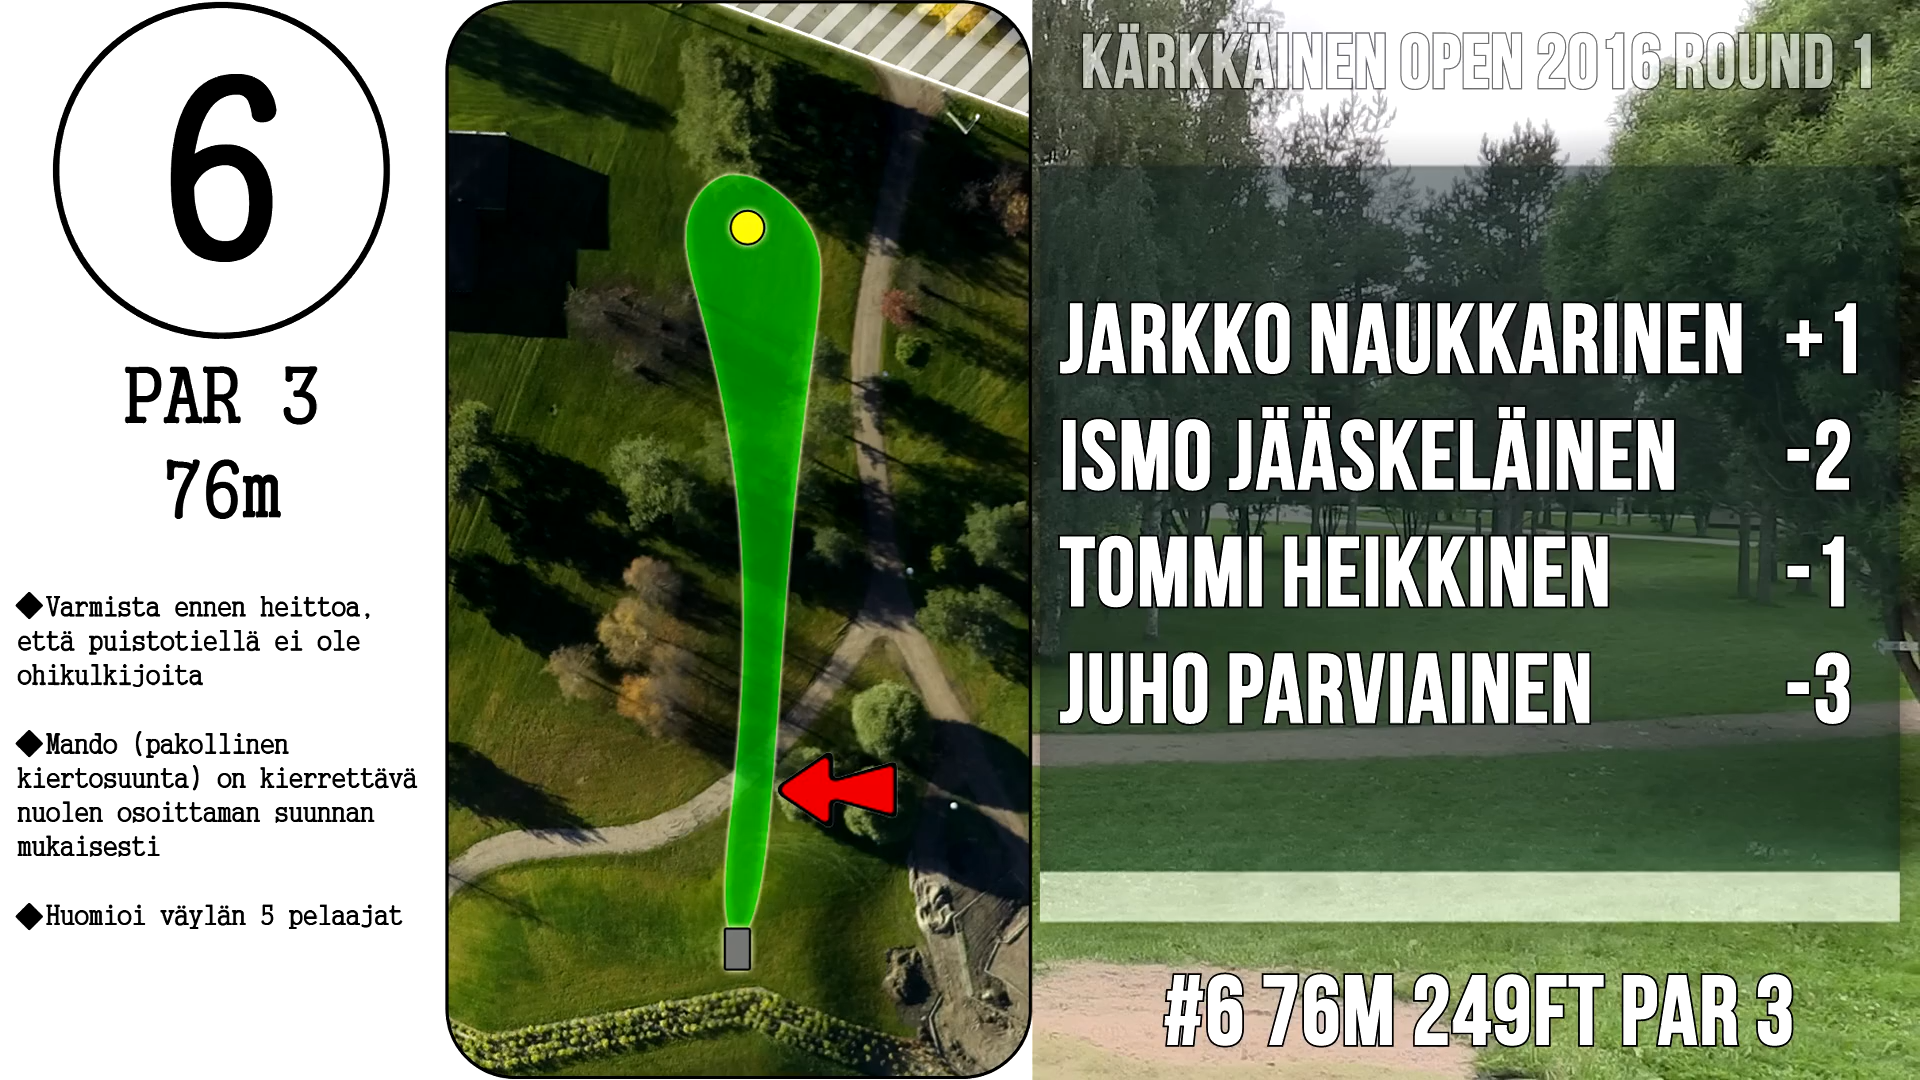 6
PAR 3
76m
◆Varmista ennen heittoa,
että puistotiellä ei ole
ohikulkijoita
◆Mando (pakollinen
kiertosuunta) on kierrettävä
nuolen osoittaman suunnan
mukaisesti
◆Huomioi väylän 5 pelaajat
KÄRKKÄINEN OPEN 2016 ROUND 1
JARKKO NAUKKARINEN +1
ISMO JÄÄSKELÄINEN -2
TOMMI HEIKKINEN -1
JUHO PARVIAINEN -3
#6 76M 249FT PAR 3